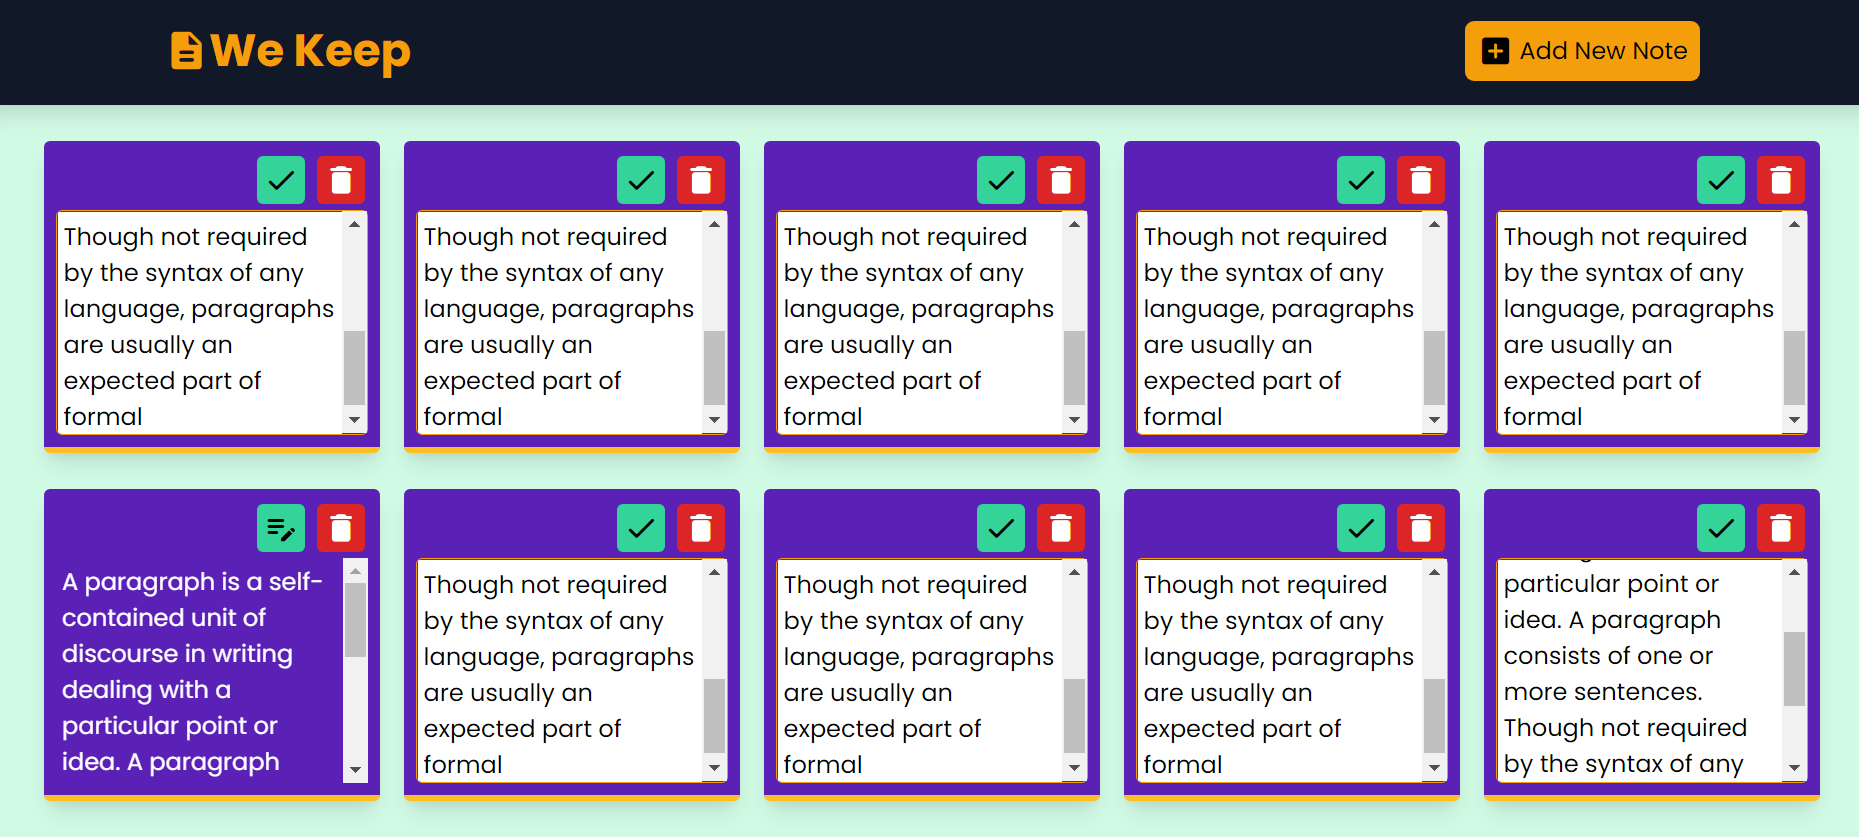 We Keep
Add New Note
Though not required
by the syntax of any
language, paragraphs
are usually an
expected part of
formal
Though not required
by the syntax of any
language, paragraphs
are usually an
expected part of
formal
Though not required
by the syntax of any
language, paragraphs
are usually an
expected part of
formal
Though not required
by the syntax of any
language, paragraphs
are usually an
expected part of
formal
Though not required
by the syntax of any
language, paragraphs
are usually an
expected part of
formal
A paragraph is a self-
contained unit of
discourse in writing
dealing with a
particular point or
idea. A paragraph
Though not required
by the syntax of any
language, paragraphs
are usually an
expected part of
formal
Though not required
by the syntax of any
language, paragraphs
are usually an
expected part of
formal
Though not required
by the syntax of any
language, paragraphs
are usually an
expected part of
formal
particular point or
idea. A paragraph
consists of one or
more sentences.
Though not required
by the syntax of any